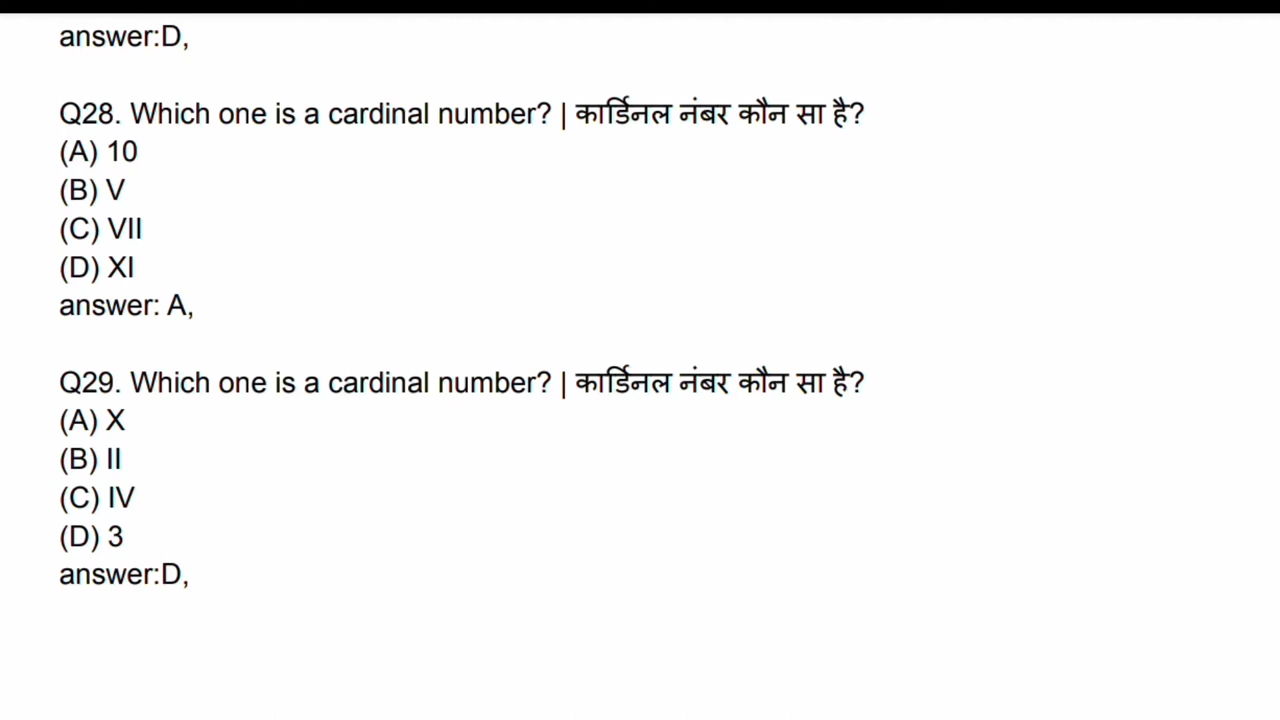 answer:D,
Q28. Which one is a cardinal number? | कार्डिनल नंबर कौन सा है?
(A) 10
(B) V
(C) VII
(D) XI
answer: A,
Q29. Which one is a cardinal number? | कार्डिनल नंबर कौन सा है?
(A) X
(B) II
(C) IV
(D) 3
answer:D,